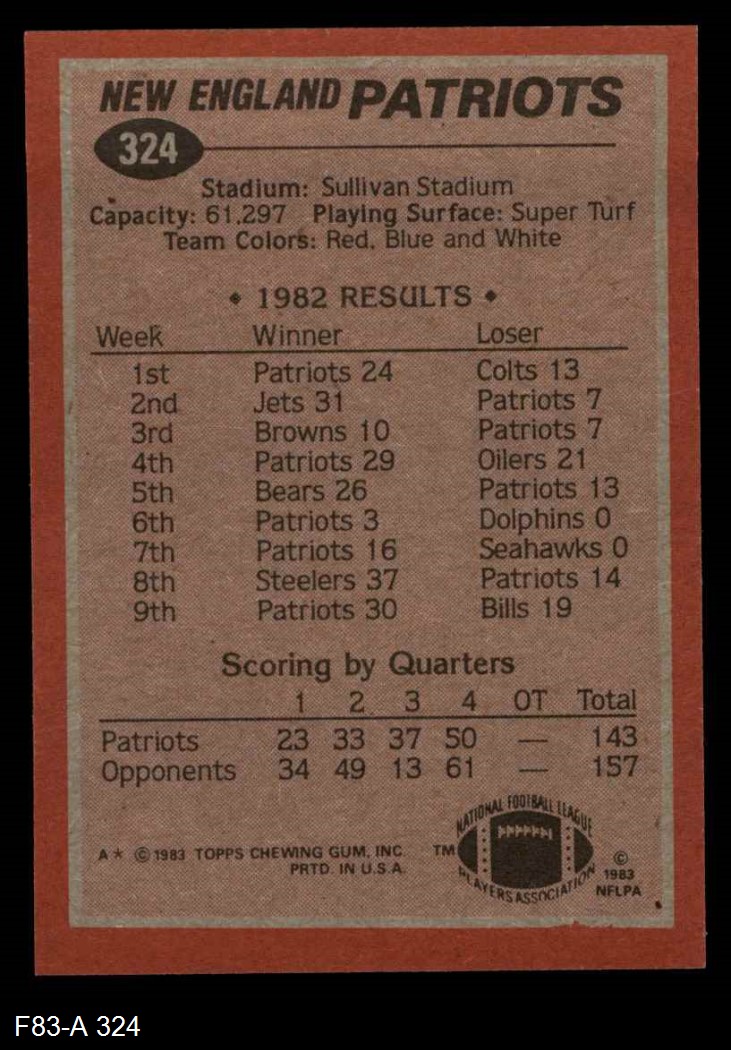 NEW ENGLAND PATRIOTS
324
Stadium: Sullivan Stadium
Capacity: 61,297 Playing Surface: Super Turf
Team Colors: Red, Blue and White
1982 RESULTS
Week Winner Loser
1st Patriots 24 Colts 13
2nd Jets 31 Patriots 7
3rd Browns 10 Patriots 7
4th Patriots 29 Oilers 21
5th Bears 26 Patriots 13
6th Patriots 3 Dolphins 0
7th Patriots 16 Seahawks 0
8th Steelers 37 Patriots 14
9th Patriots 30 Bills 19
Scoring by Quarters
1 2 3 4 OT Total
Patriots 23 33 37 50 — 143
Opponents 34 49 13 61 — 157
NATIONAL FOOTBALL LEAGUE
PLAYERS ASSOCIATION
TM
A* © 1983 TOPPS CHEWING GUM, INC.
PRTD. IN U.S.A.
©
1983
NFLPA
F83-A 324